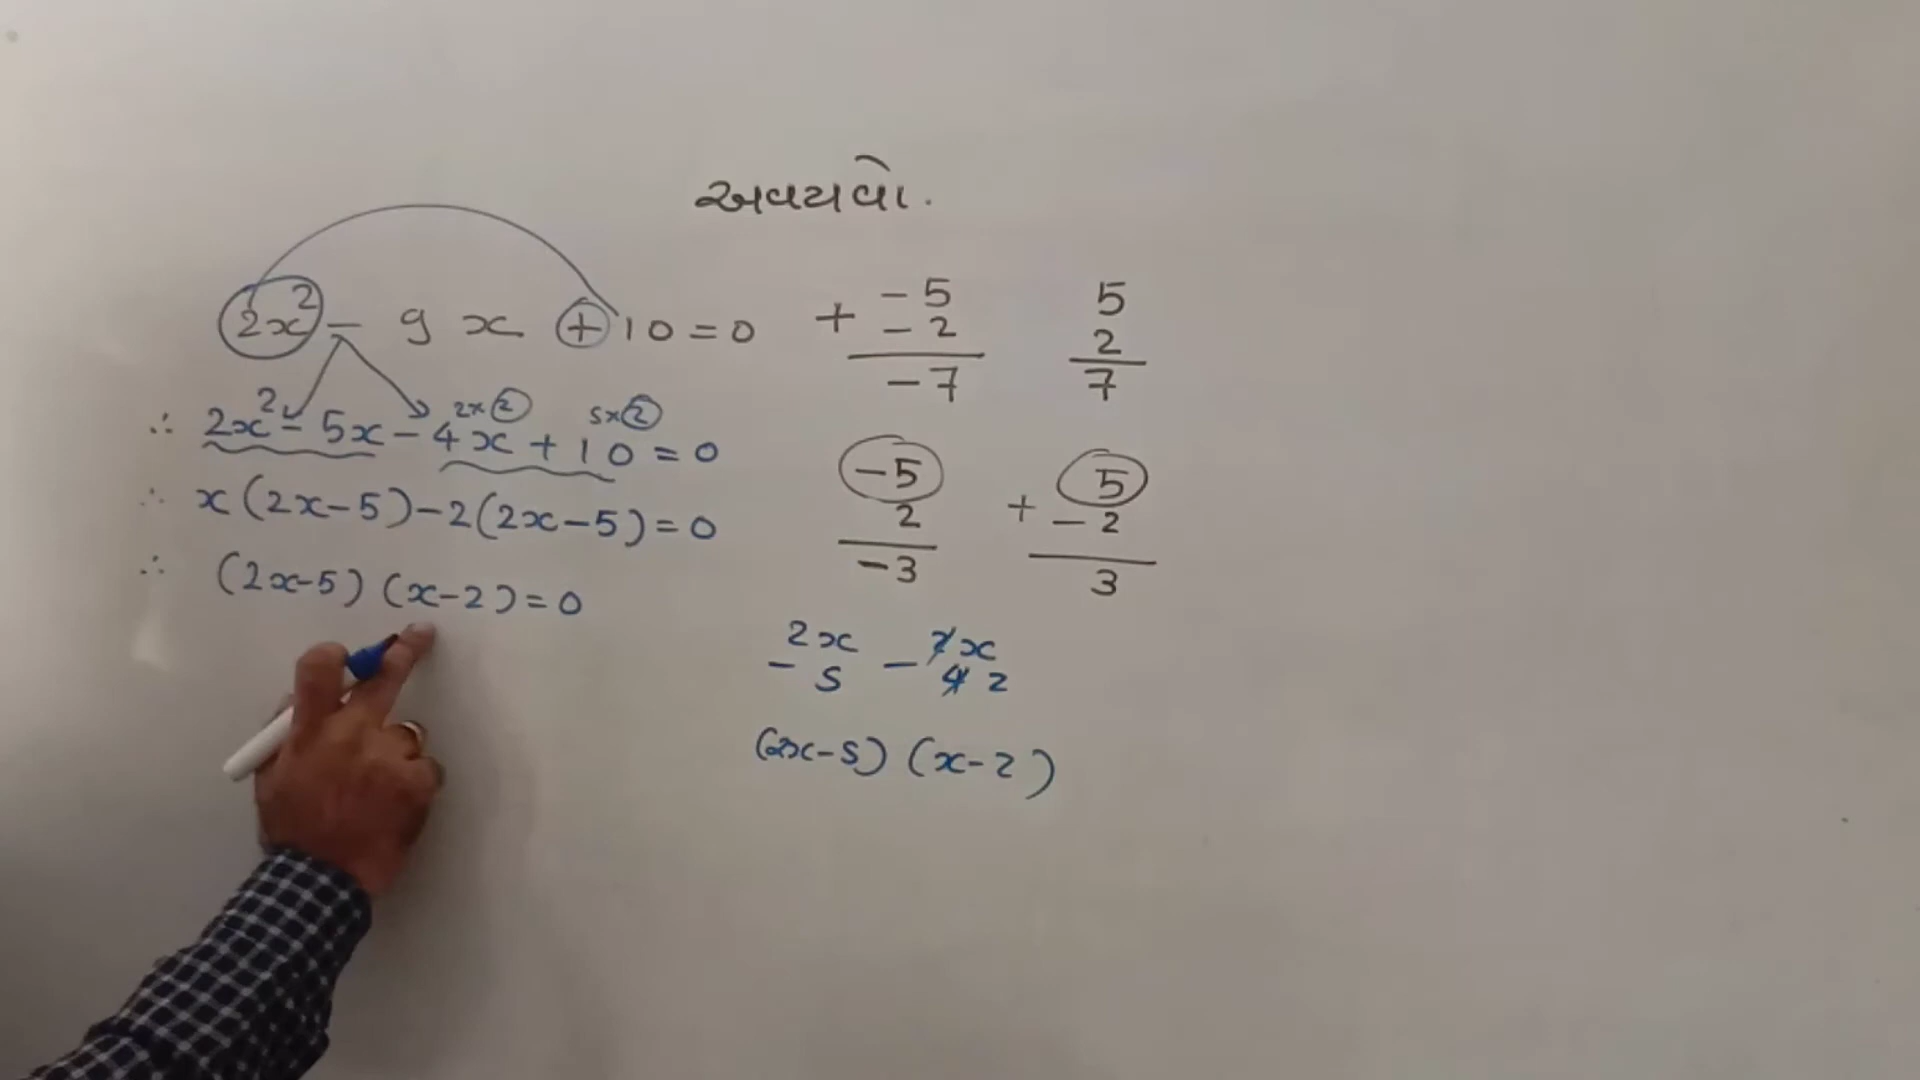 અવયવો.
2x² - 9x + 10 = 0
∴ 2x² - 5x - 4x + 10 = 0
2x2 5x2
∴ x(2x-5)-2(2x-5)=0
∴ (2x-5) (x-2)=0
+ -5
-2
-7
5
2
7
-5
2
-3
+ 5
-2
3
2x - 2x
- 5 4 2
(2x-5) (x-2)